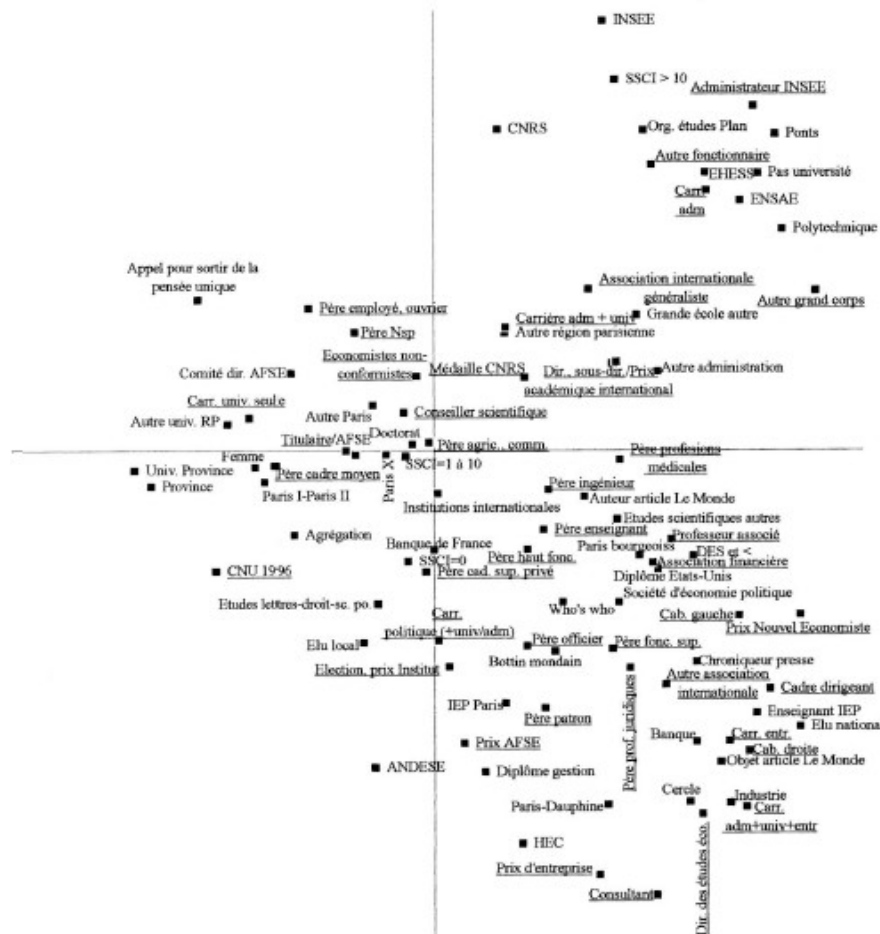 INSEE
SSCI > 10
Administrateur INSEE
CNRS
Org. études Plan
Ponts
Autre fonctionnaire
EHESS
Pas université
Carr.
adm
ENSAE
Polytechnique
Appel pour sortir de la
pensée unique
Association internationale
généraliste
Autre grand corps
Père employé, ouvrier
Carrière adm + univ
Grande école autre
Père Nsp
Autre région parisienne
Economistes non-
conformistes
Médaille CNRS
Dir., sous-dir./Prix
académique international
Autre administration
Comité dir. AFSE
Carr. univ. seule
Autre univ. RP
Autre Paris
Conseiller scientifique
Doctorat
Titulaire/AFSE
Père agric., comm.
Père profesions
médicales
Femme
Univ. Province
Père cadre moyen
Paris X
SSCI=1 à 10
Province
Paris I-Paris II
Père ingénieur
Auteur article Le Monde
Institutions internationales
Etudes scientifiques autres
Agrégation
Père enseignant
Professeur associé
Banque de France
Père haut fonc.
Paris bourgeoiss
DES et <
SSCI=0
Association financière
CNU 1996
Père cad. sup. privé
Diplôme Etats-Unis
Etudes lettres-droit-sc. po.
Who's who
Société d'économie politique
Carr.
politique (+univ/adm)
Cab. gauche
Prix Nouvel Economiste
Elu local
Père officier
Père fonc. sup.
Bottin mondain
Chroniqueur presse
Election, prix Institut
Autre association
internationale
Cadre dirigeant
IEP Paris
Père patron
Père prof. juridiques
Enseignant IEP
Elu nationa
Prix AFSE
Banque
Carr. entr.
Cab. droite
Objet article Le Monde
ANDESE
Diplôme gestion
Paris-Dauphine
Cercle
Industrie
Carr.
adm+univ+entr
HEC
Prix d'entreprise
Consultant
Dir. des études éco.